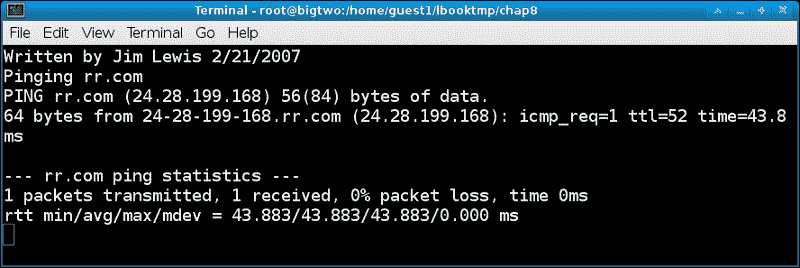 Terminal - root@bigtwo:/home/guest1/lbooktmp/chap8
File Edit View Terminal Go Help
Written by Jim Lewis 2/21/2007
Pinging rr.com
PING rr.com (24.28.199.168) 56(84) bytes of data.
64 bytes from 24-28-199-168.rr.com (24.28.199.168): icmp_req=1 ttl=52 time=43.8
ms
--- rr.com ping statistics ---
1 packets transmitted, 1 received, 0% packet loss, time 0ms
rtt min/avg/max/mdev = 43.883/43.883/43.883/0.000 ms